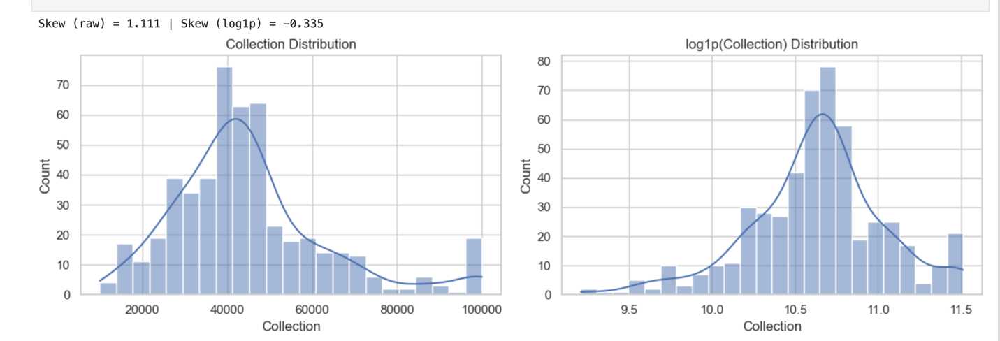 Skew (raw) = 1.111 | Skew (log1p) = -0.335
Collection Distribution
70
60
50
40
30
20
10
0
Count
20000 40000 60000 80000 100000
Collection
log1p(Collection) Distribution
80
70
60
50
40
30
20
10
0
Count
9.5 10.0 10.5 11.0 11.5
Collection